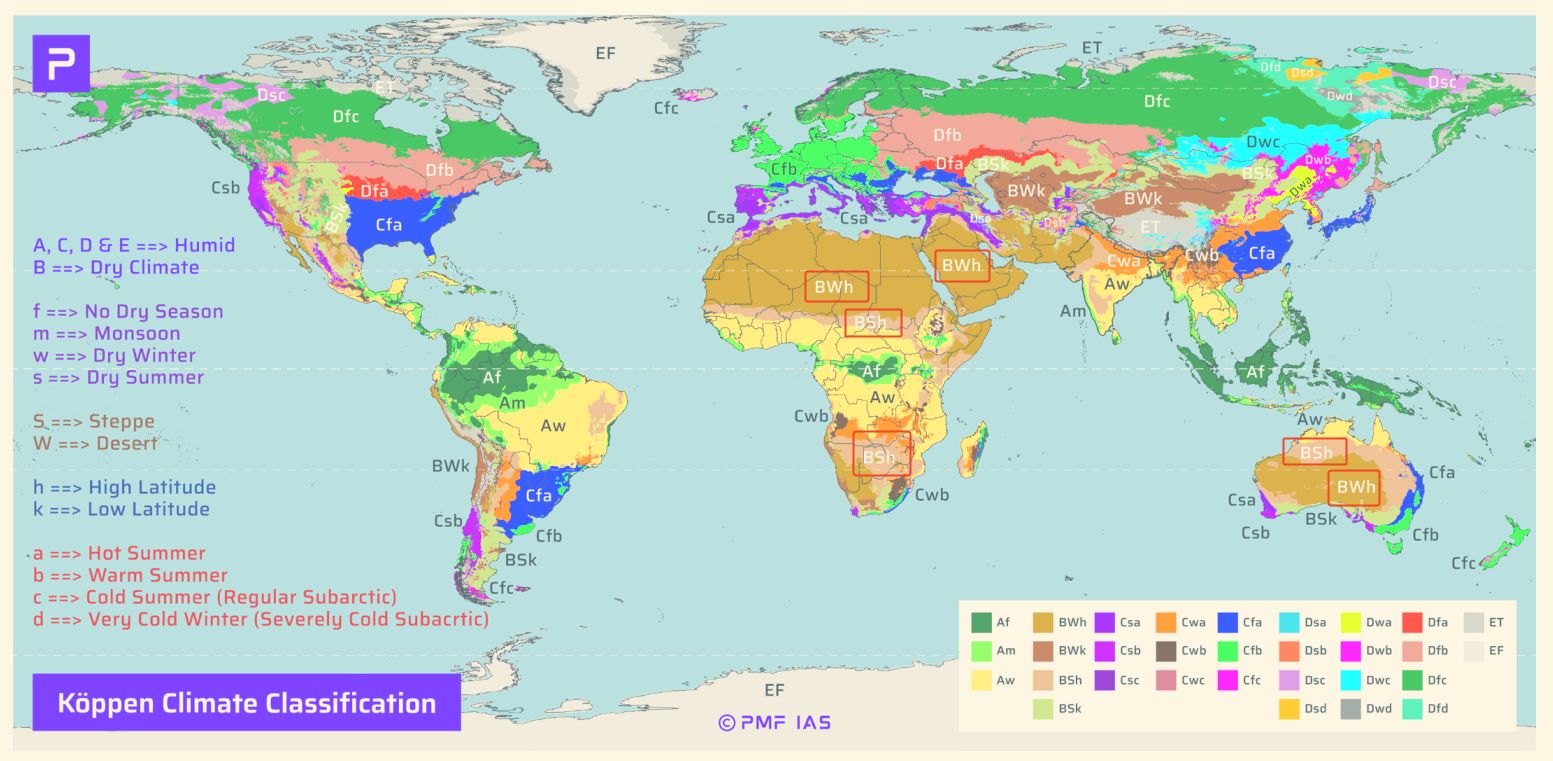 P
EF
ET
Dfd
Dsd
Dsc
ET
Dsc
Dwd
Dfc
Cfc
Dfc
Dfb
Dwc
Dfb
Cfb
Dfa
BSk
Dwb
BSk
Csb
Dfa
BWk
BWk
Dwa
BSk
Csa
Csa
Dsa
Dsb
Cfa
ET
Cwb
Cfa
Cwa
BWh
BWh
Aw
Am
BSh
Af
Af
Af
Am
Aw
Cwb
Aw
Aw
BSh
BSh
BWk
Cfa
Cwb
BWh
Cfa
Csa
Csb
BSk
Csb
Cfb
Cfb
BSk
Cfc
Cfc
A, C, D & E ==> Humid
B ==> Dry Climate
f ==> No Dry Season
m ==> Monsoon
w ==> Dry Winter
s ==> Dry Summer
S ==> Steppe
W ==> Desert
h ==> High Latitude
k ==> Low Latitude
a ==> Hot Summer
b ==> Warm Summer
c ==> Cold Summer (Regular Subarctic)
d ==> Very Cold Winter (Severely Cold Subacrtic)
Af BWh Csa Cwa Cfa Dsa Dwa Dfa ET
Am BWk Csb Cwb Cfb Dsb Dwb Dfb EF
Aw BSh Csc Cwc Cfc Dsc Dwc Dfc
BSk Dsd Dwd Dfd
Köppen Climate Classification
EF
© PMF IAS